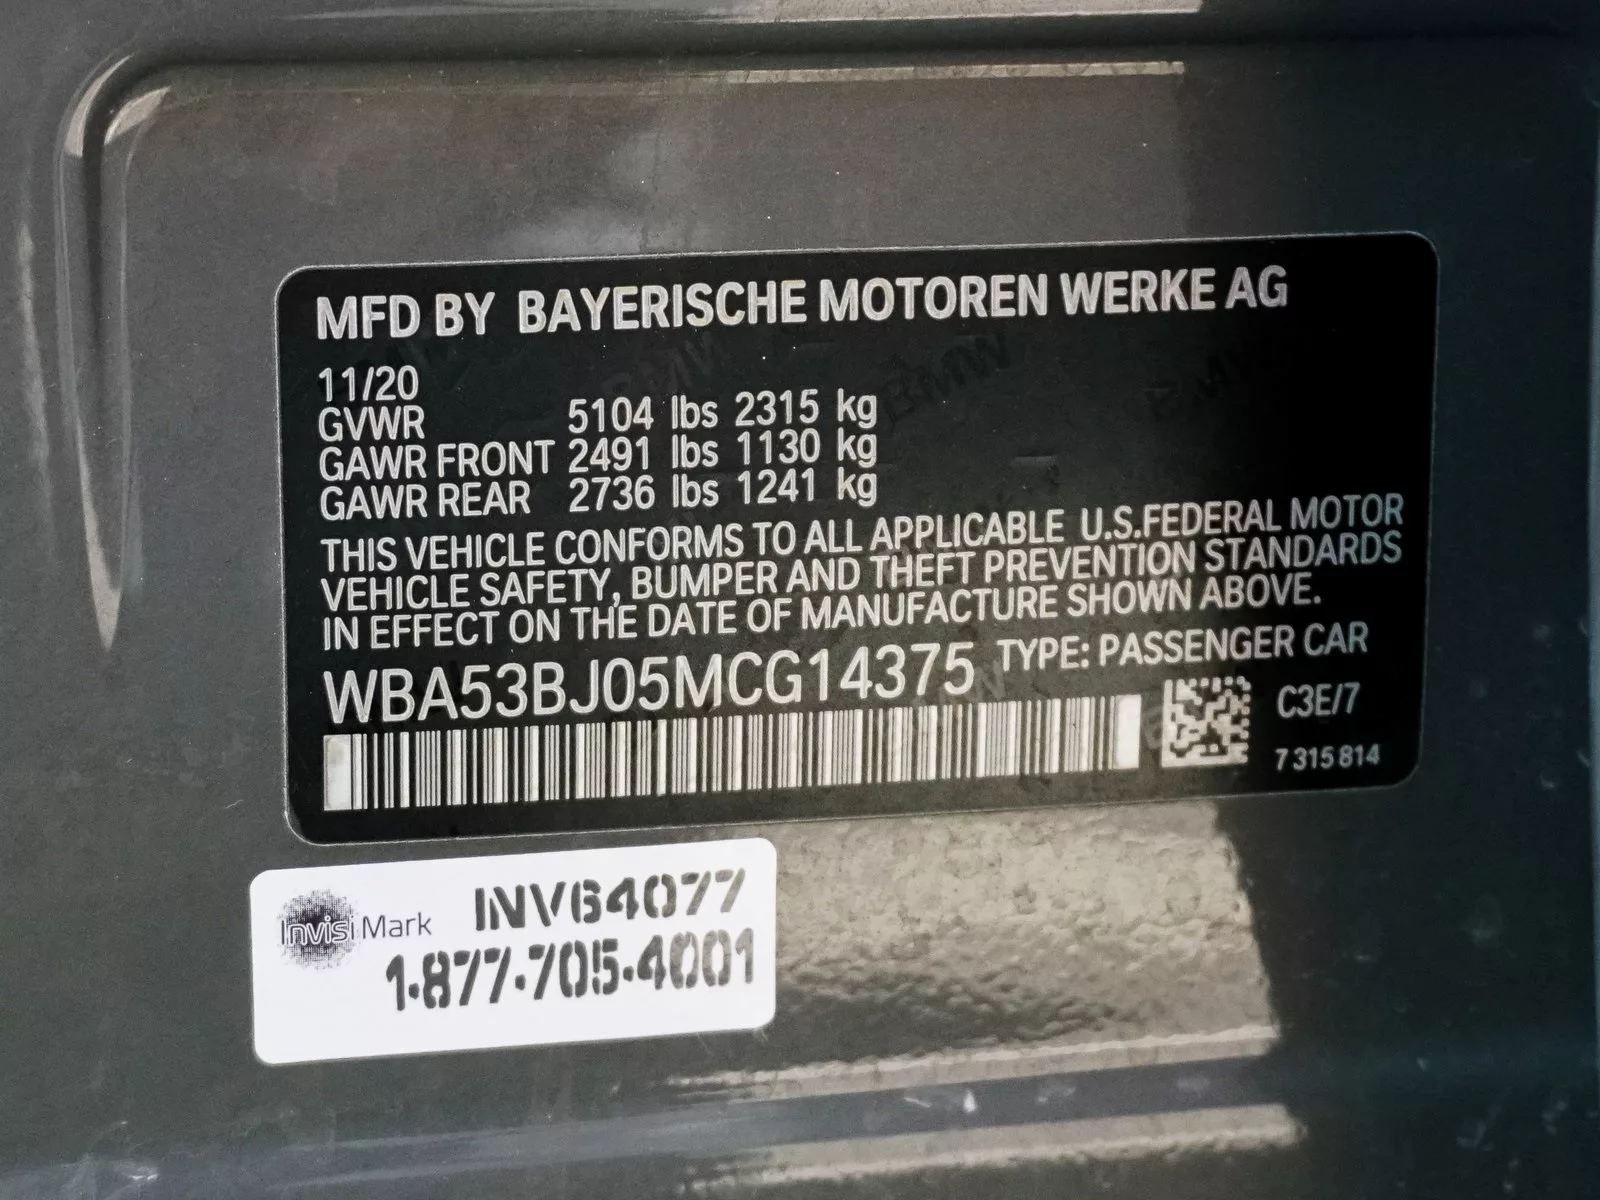 MFD BY BAYERISCHE MOTOREN WERKE AG
11/20
GVWR 5104 lbs 2315 kg
GAWR FRONT 2491 lbs 1130 kg
GAWR REAR 2736 lbs 1241 kg
THIS VEHICLE CONFORMS TO ALL APPLICABLE U.S.FEDERAL MOTOR
VEHICLE SAFETY, BUMPER AND THEFT PREVENTION STANDARDS
IN EFFECT ON THE DATE OF MANUFACTURE SHOWN ABOVE.
WBA53BJ05MCG14375 TYPE: PASSENGER CAR
C3E/7
7 315 814
InvisiMark INV64077
1-877-705-4001